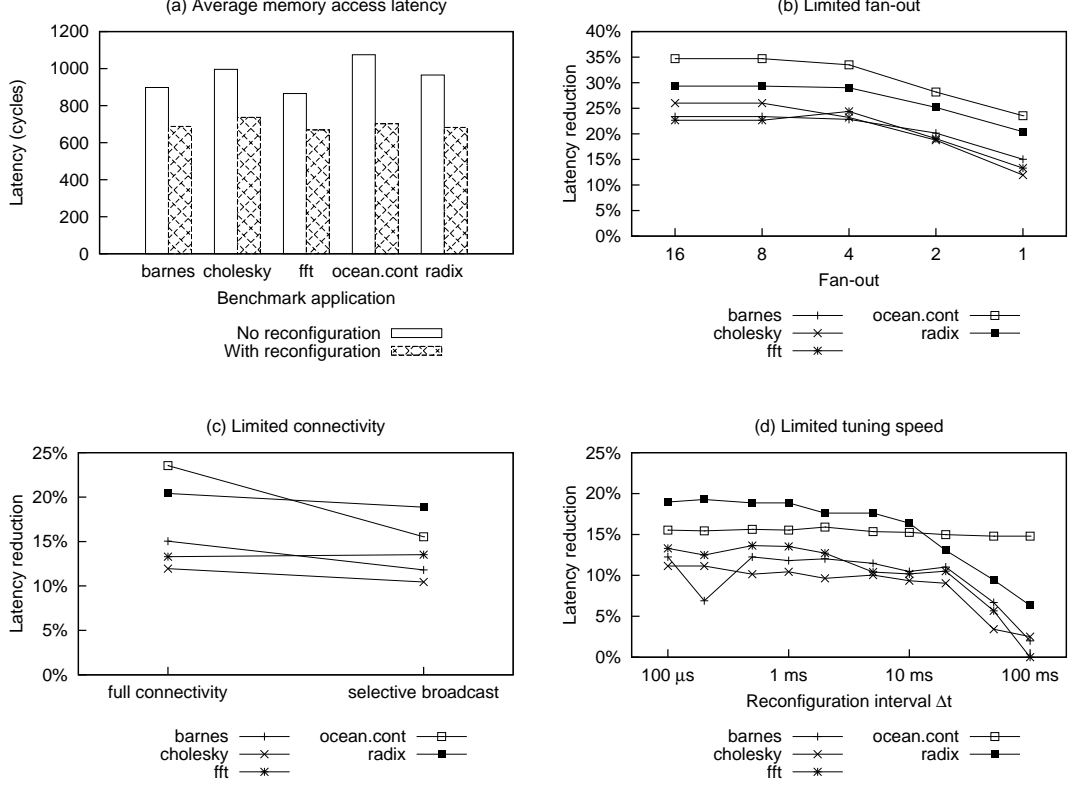 (a) Average memory access latency
1200
1000
800
600
400
200
0
Latency (cycles)
barnes cholesky fft ocean.cont radix
Benchmark application
No reconfiguration
With reconfiguration
(b) Limited fan-out
40%
35%
30%
25%
20%
15%
10%
5%
0%
Latency reduction
16 8 4 2 1
Fan-out
barnes ocean.cont
cholesky radix
fft
(c) Limited connectivity
25%
20%
15%
10%
5%
0%
Latency reduction
full connectivity selective broadcast
barnes ocean.cont
cholesky radix
fft
(d) Limited tuning speed
25%
20%
15%
10%
5%
0%
Latency reduction
100 μs 1 ms 10 ms 100 ms
Reconfiguration interval Δt
barnes ocean.cont
cholesky radix
fft